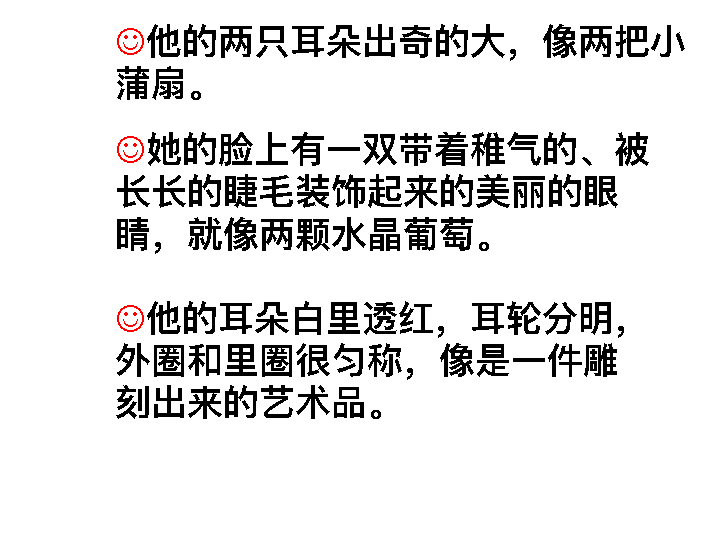 ☺他的两只耳朵出奇的大，像两把小
蒲扇。
☺她的脸上有一双带着稚气的、被
长长的睫毛装饰起来的美丽的眼
睛，就像两颗水晶葡萄。
☺他的耳朵白里透红，耳轮分明，
外圈和里圈很匀称，像是一件雕
刻出来的艺术品。